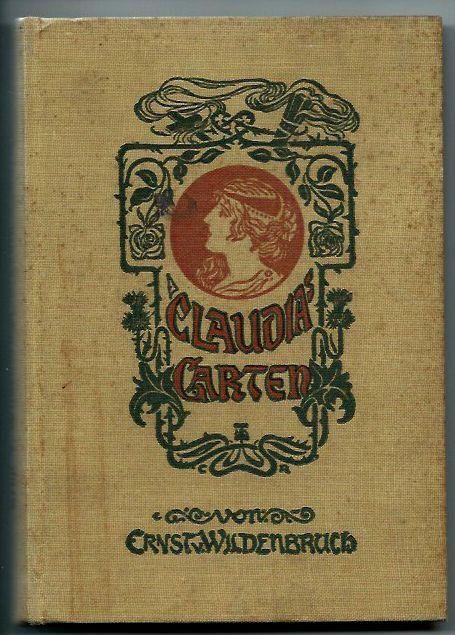 CLAUDIA'S
GARTEN
VON
ERNST V. WILDENBRUCH